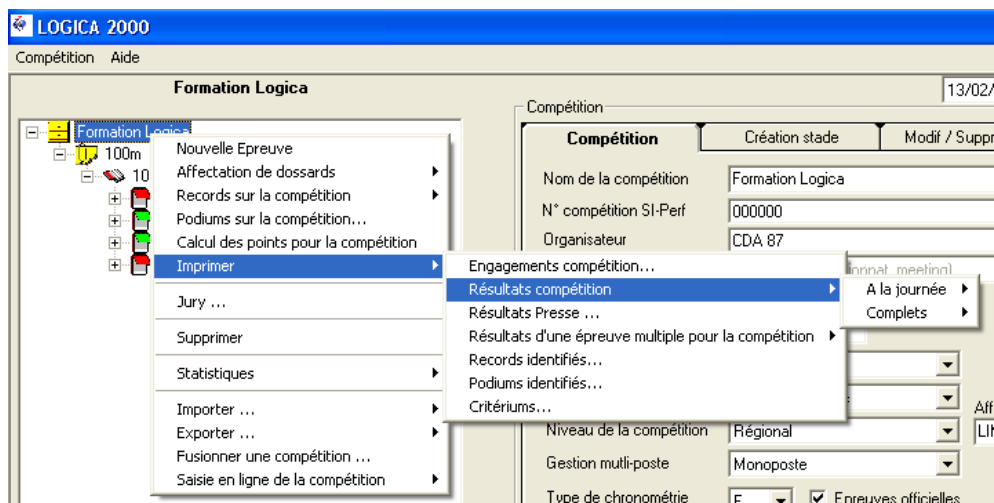 LOGICA 2000
Compétition Aide
Formation Logica
13/02/
Compétition
Compétition Création stade Modif / Suppr
Formation Logica
100m
10
Nouvelle Epreuve
Affectation de dossards
Records sur la compétition
Podiums sur la compétition...
Calcul des points pour la compétition
Imprimer
Jury ...
Supprimer
Statistiques
Importer ...
Exporter ...
Fusionner une compétition ...
Saisie en ligne de la compétition
Engagements compétition...
Résultats compétition
Résultats Presse ...
Résultats d'une épreuve multiple pour la compétition
Records identifiés...
Podiums identifiés...
Critériums...
A la journée
Complets
Nom de la compétition Formation Logica
N° compétition SI-Perf 000000
Organisateur CDA 87
meeting)
Aff
Niveau de la compétition Régional LI
Gestion mutli-poste Monoposte
Type de chronométrie E Epreuves officielles